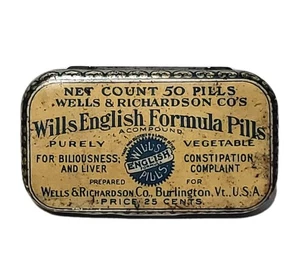 NET COUNT 50 PILLS
WELLS & RICHARDSON CO'S
Wills English Formula Pills
A COMPOUND
PURELY VEGETABLE
FOR BILIOUSNESS, CONSTIPATION
AND LIVER COMPLAINT.
WILL'S
ENGLISH
PILLS
PREPARED FOR
WELLS & RICHARDSON CO., Burlington, Vt., U.S.A.
PRICE 25 CENTS.